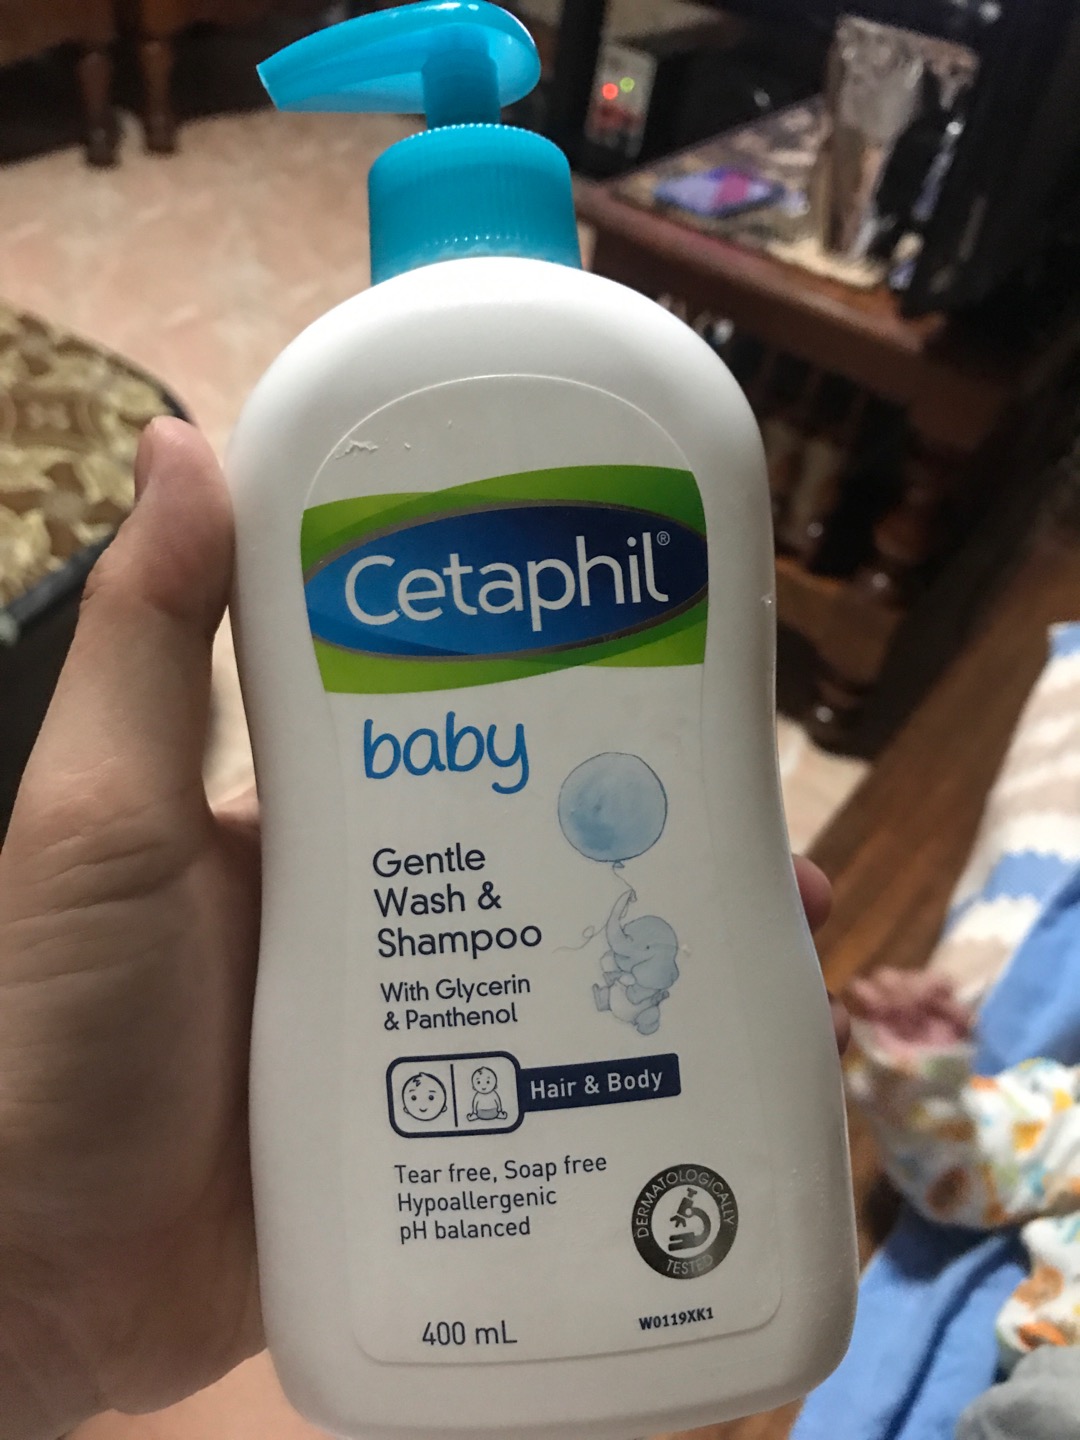 Cetaphil®
baby
Gentle
Wash &
Shampoo
With Glycerin
& Panthenol
Hair & Body
Tear free, Soap free
Hypoallergenic
pH balanced
DERMATOLOGICALLY
TESTED
400 mL
W0119XK1